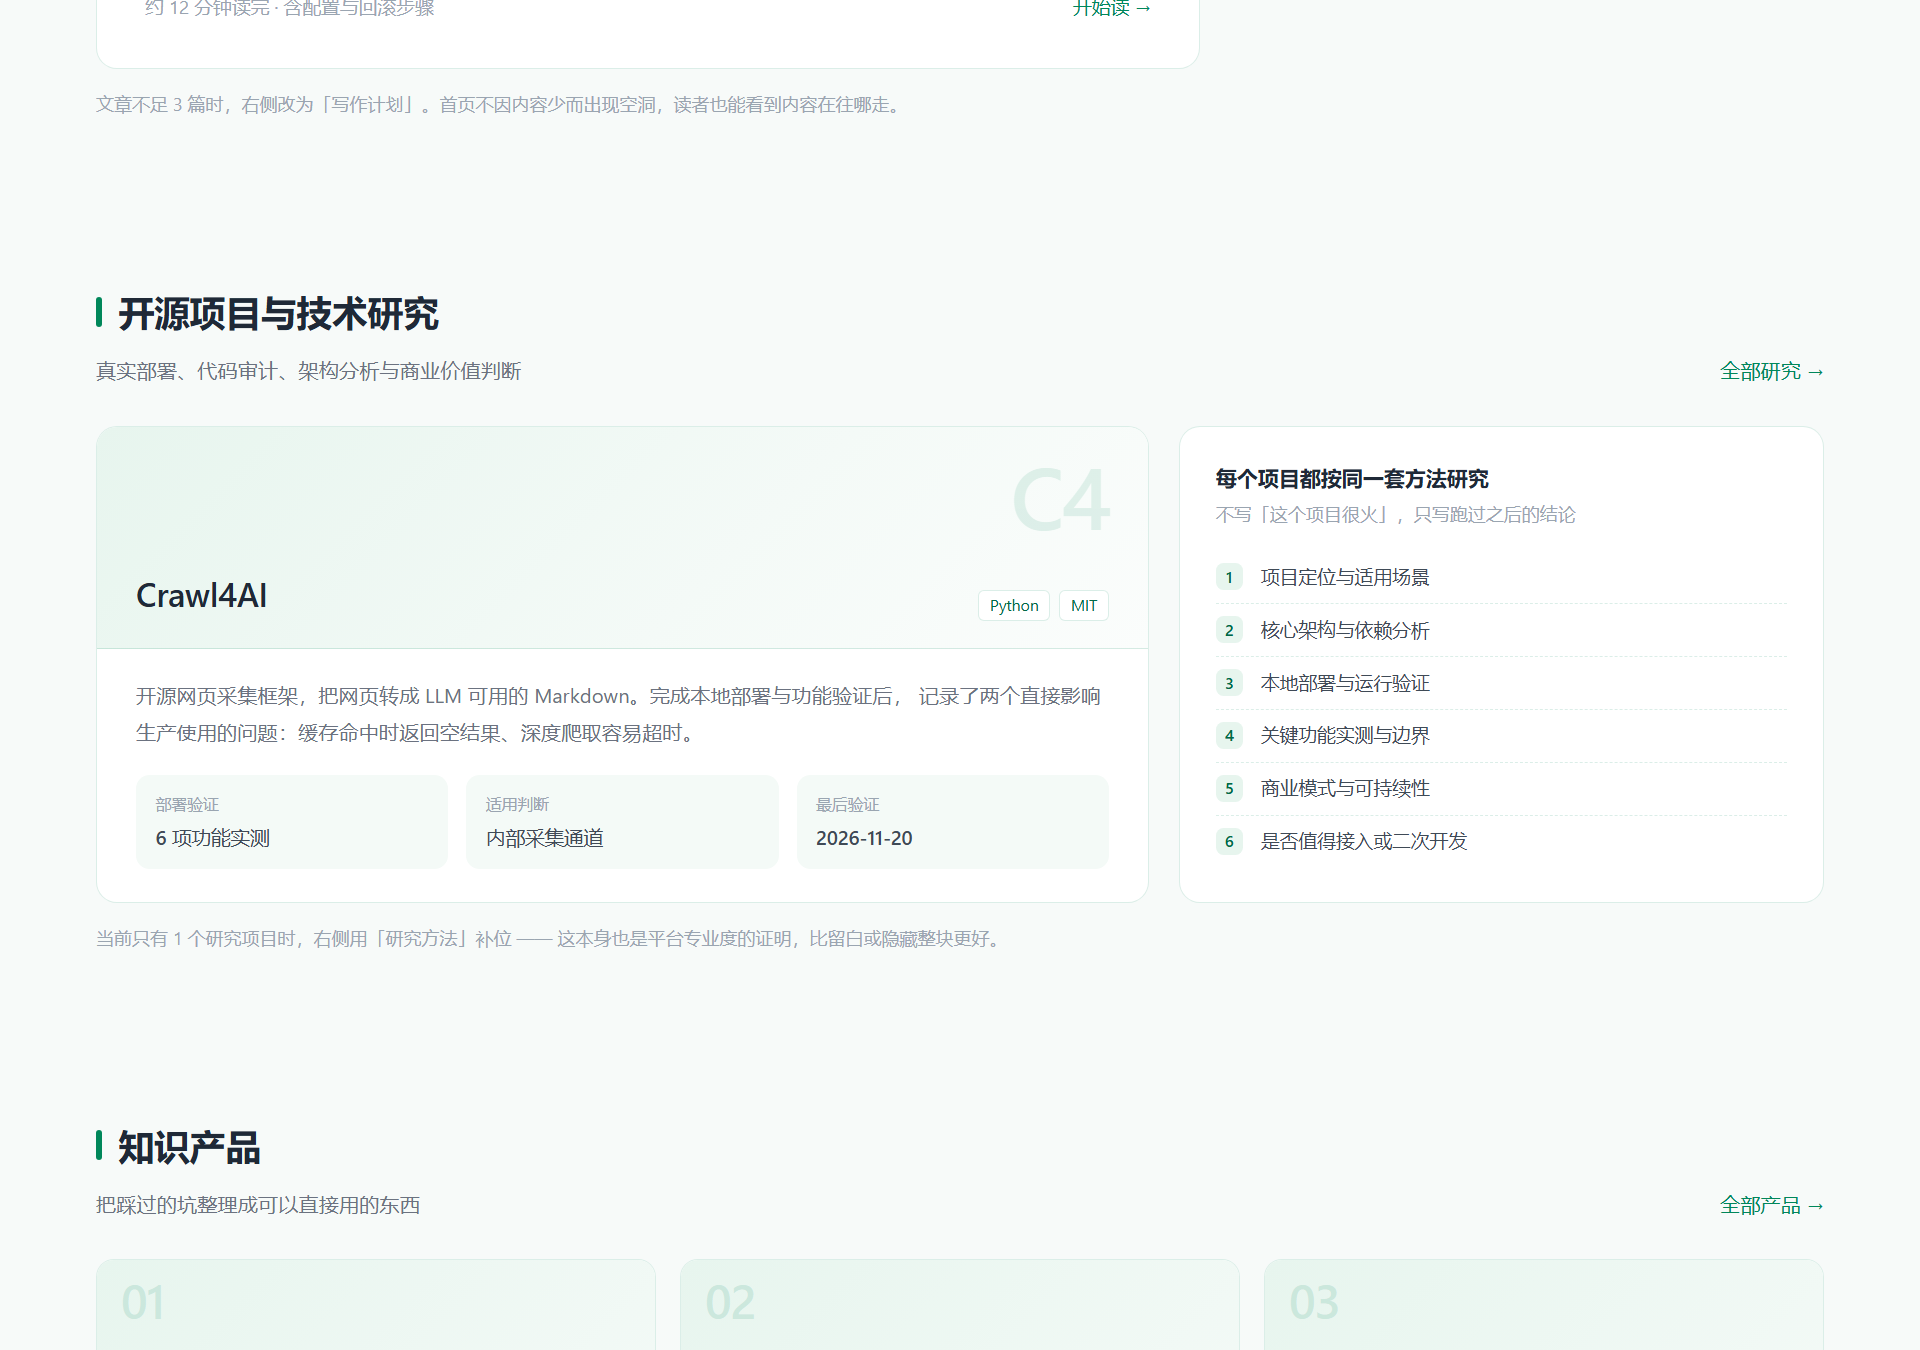 约 12 分钟读完 · 含配置与回滚步骤
开始读 →
文章不足 3 篇时，右侧改为「写作计划」。首页不因内容少而出现空洞，读者也能看到内容在往哪走。
开源项目与技术研究
真实部署、代码审计、架构分析与商业价值判断
全部研究 →
C4
Crawl4AI
Python
MIT
开源网页采集框架，把网页转成 LLM 可用的 Markdown。完成本地部署与功能验证后， 记录了两个直接影响
生产使用的问题：缓存命中时返回空结果、深度爬取容易超时。
部署验证
6 项功能实测
适用判断
内部采集通道
最后验证
2026-11-20
每个项目都按同一套方法研究
不写「这个项目很火」，只写跑过之后的结论
1 项目定位与适用场景
2 核心架构与依赖分析
3 本地部署与运行验证
4 关键功能实测与边界
5 商业模式与可持续性
6 是否值得接入或二次开发
当前只有 1 个研究项目时，右侧用「研究方法」补位 —— 这本身也是平台专业度的证明，比留白或隐藏整块更好。
知识产品
把踩过的坑整理成可以直接用的东西
全部产品 →
01
02
03